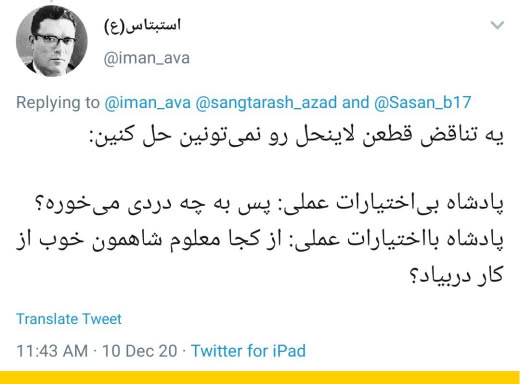 استبتاس(ع)
@iman_ava
Replying to @iman_ava @sangtarash_azad and @Sasan_b17
یه تناقض قطعن لاینحل رو نمی‌تونین حل کنین:
پادشاه بی‌اختیارات عملی: پس به چه دردی می‌خوره؟
پادشاه بااختیارات عملی: از کجا معلوم شاهمون خوب از
کار دربیاد؟
Translate Tweet
11:43 AM · 10 Dec 20 · Twitter for iPad